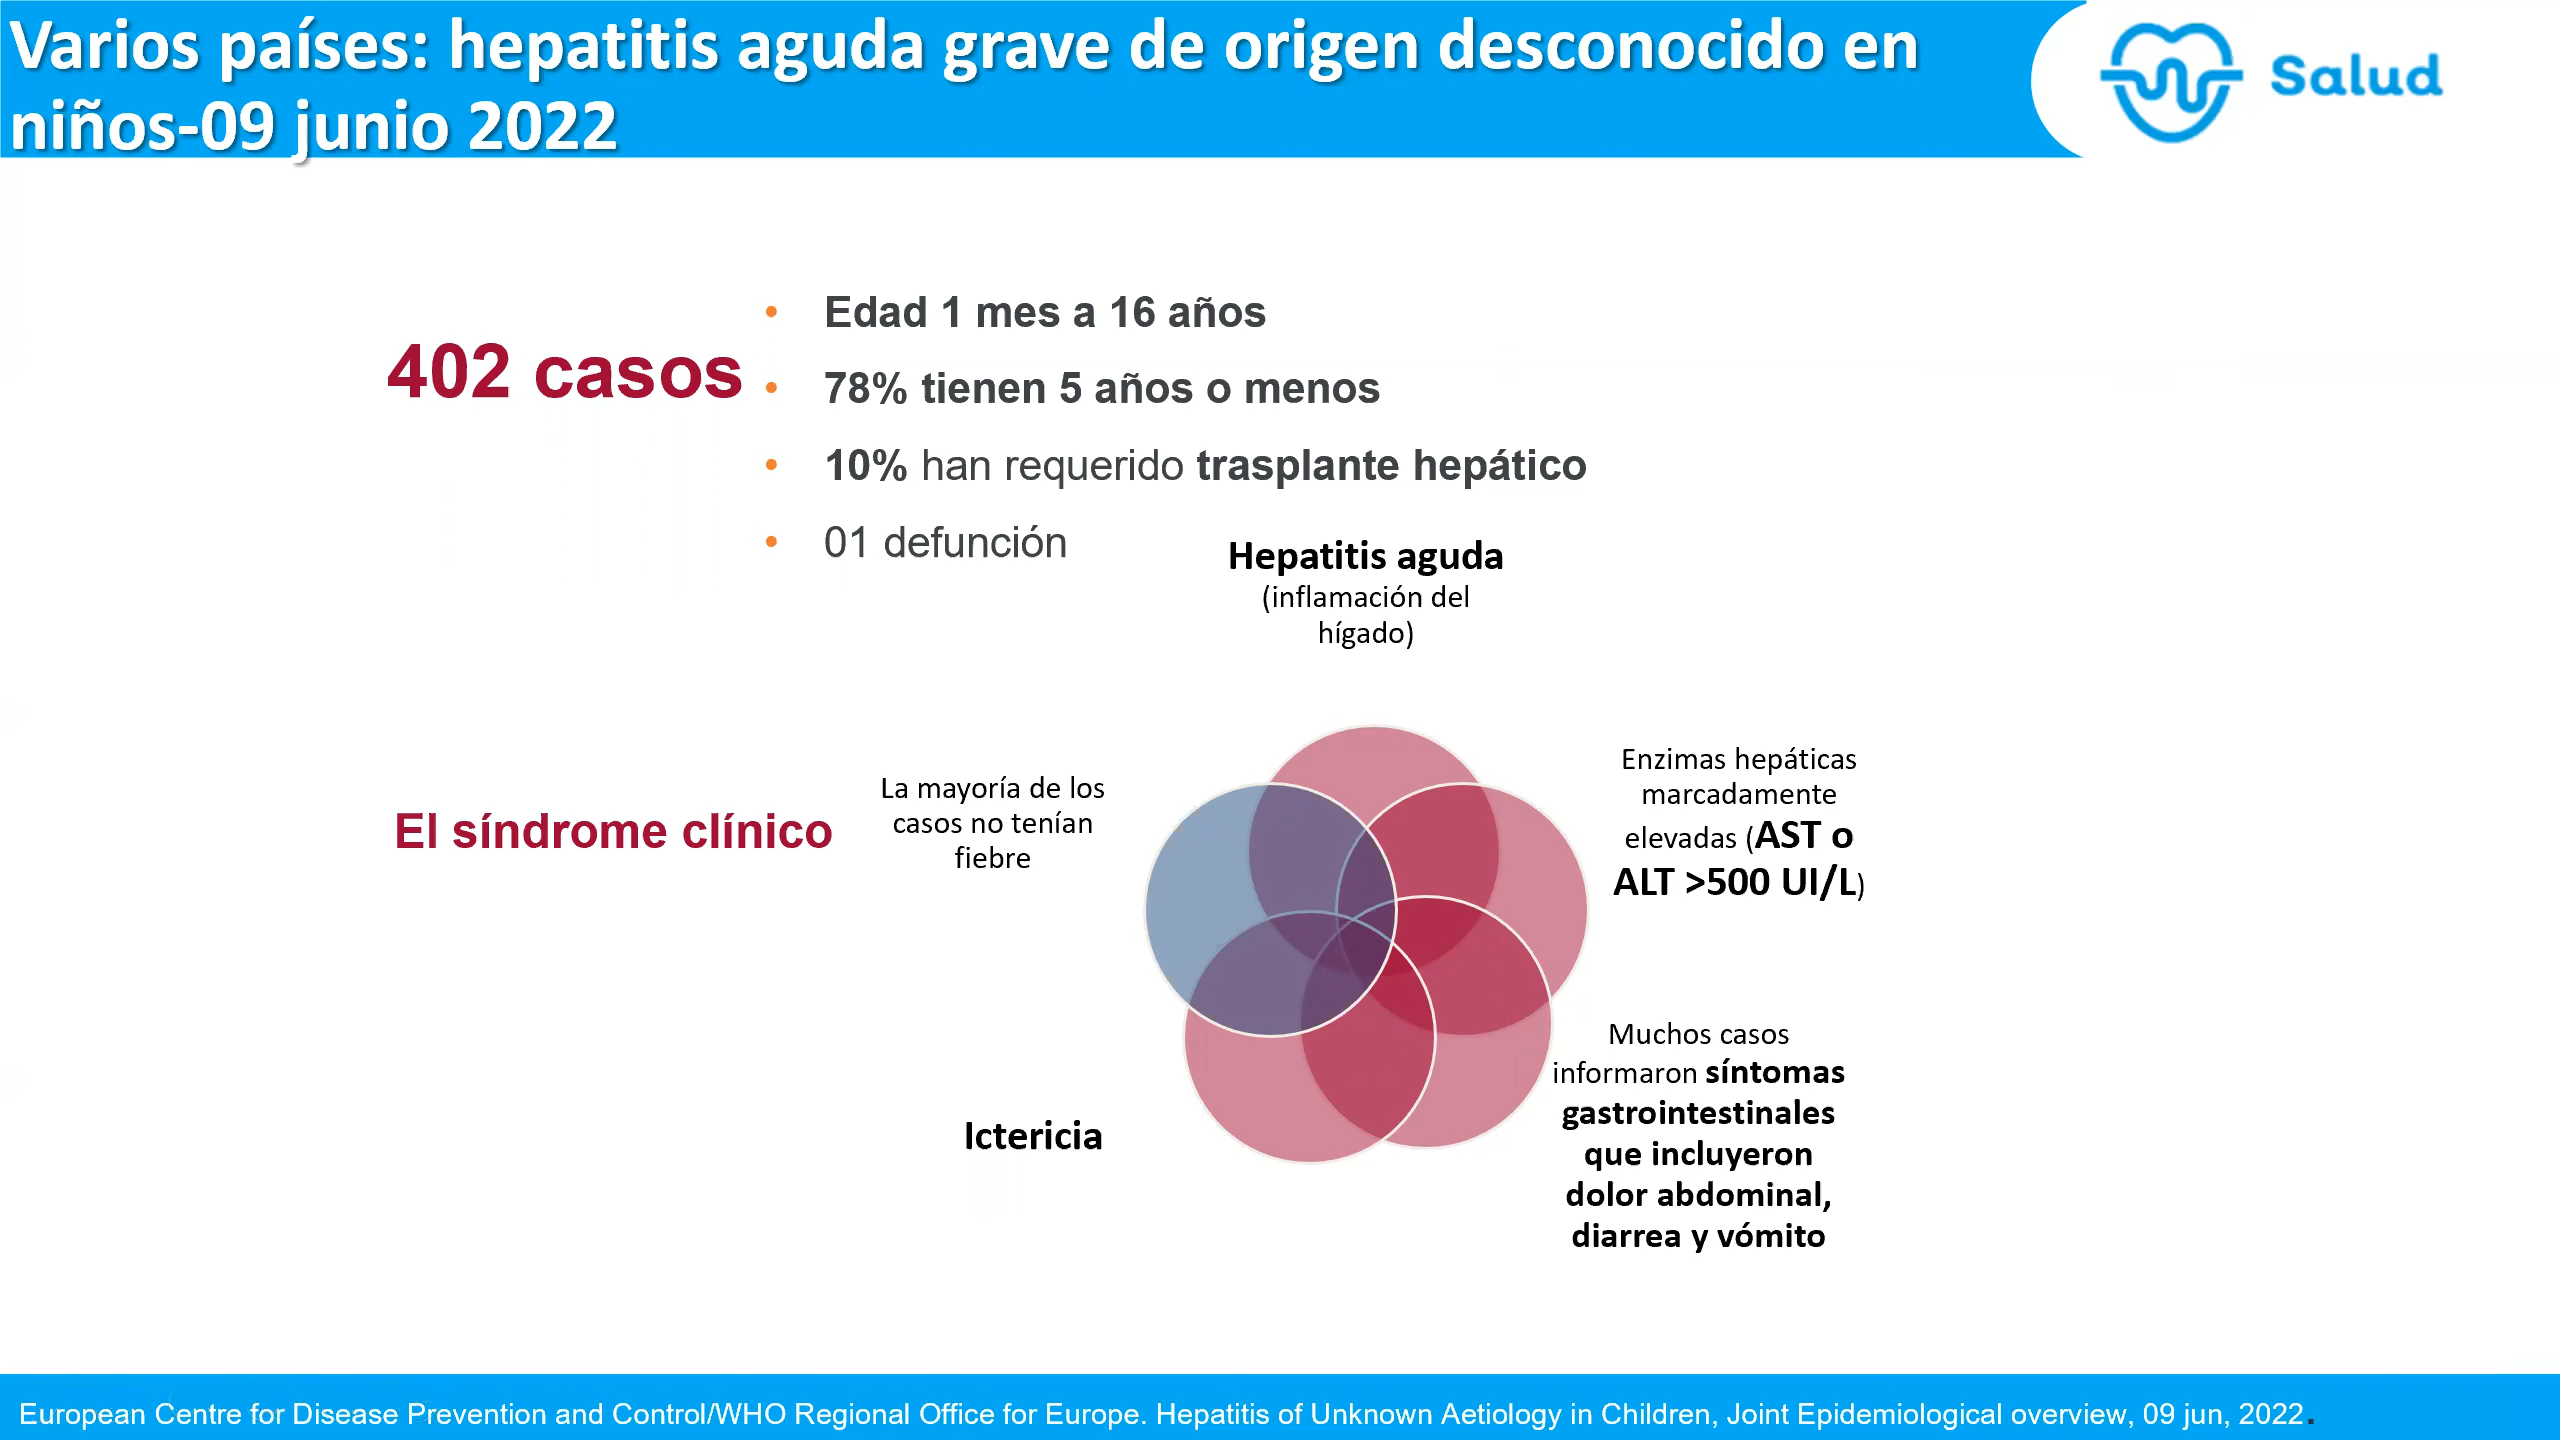 Varios países: hepatitis aguda grave de origen desconocido en
niños-09 junio 2022
Salud
402 casos
• Edad 1 mes a 16 años
• 78% tienen 5 años o menos
• 10% han requerido trasplante hepático
• 01 defunción
Hepatitis aguda
(inflamación del
hígado)
El síndrome clínico
La mayoría de los
casos no tenían
fiebre
Enzimas hepáticas
marcadamente
elevadas (AST o
ALT >500 UI/L)
Muchos casos
informaron síntomas
gastrointestinales
que incluyeron
dolor abdominal,
diarrea y vómito
Ictericia
European Centre for Disease Prevention and Control/WHO Regional Office for Europe. Hepatitis of Unknown Aetiology in Children, Joint Epidemiological overview, 09 jun, 2022.